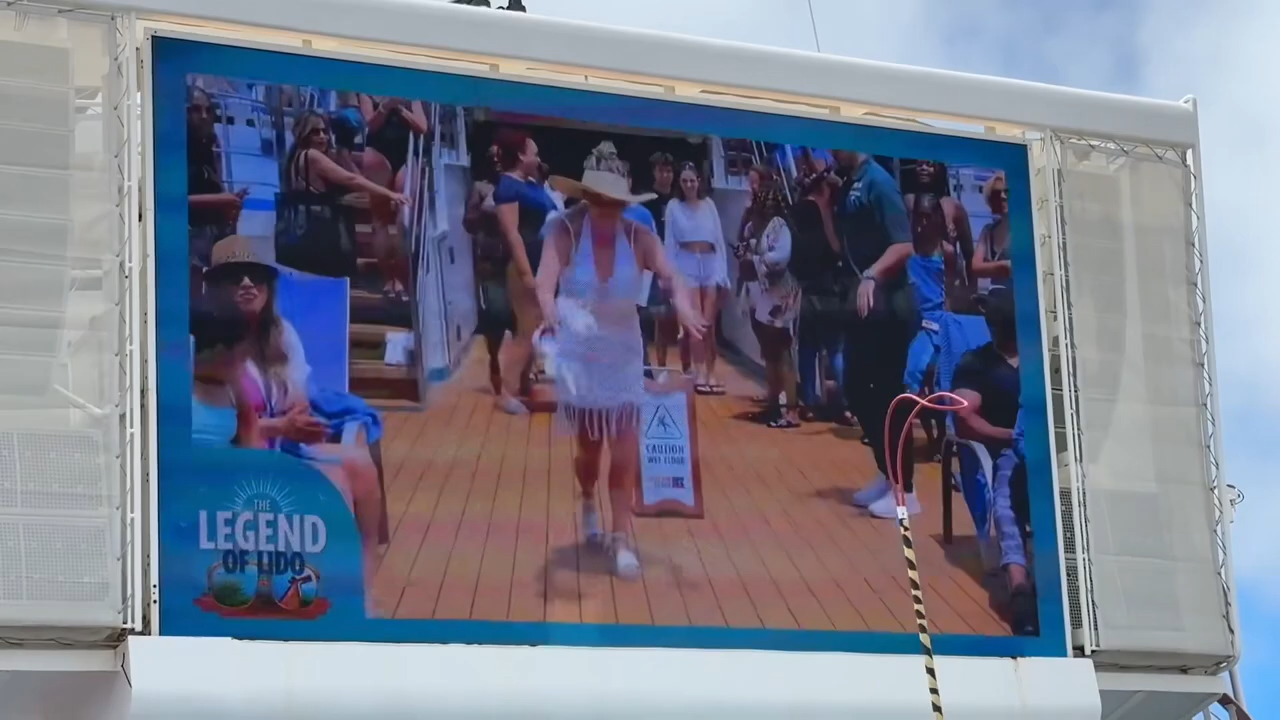 CAUTION
WET FLOOR
THE
LEGEND
OF LIDO